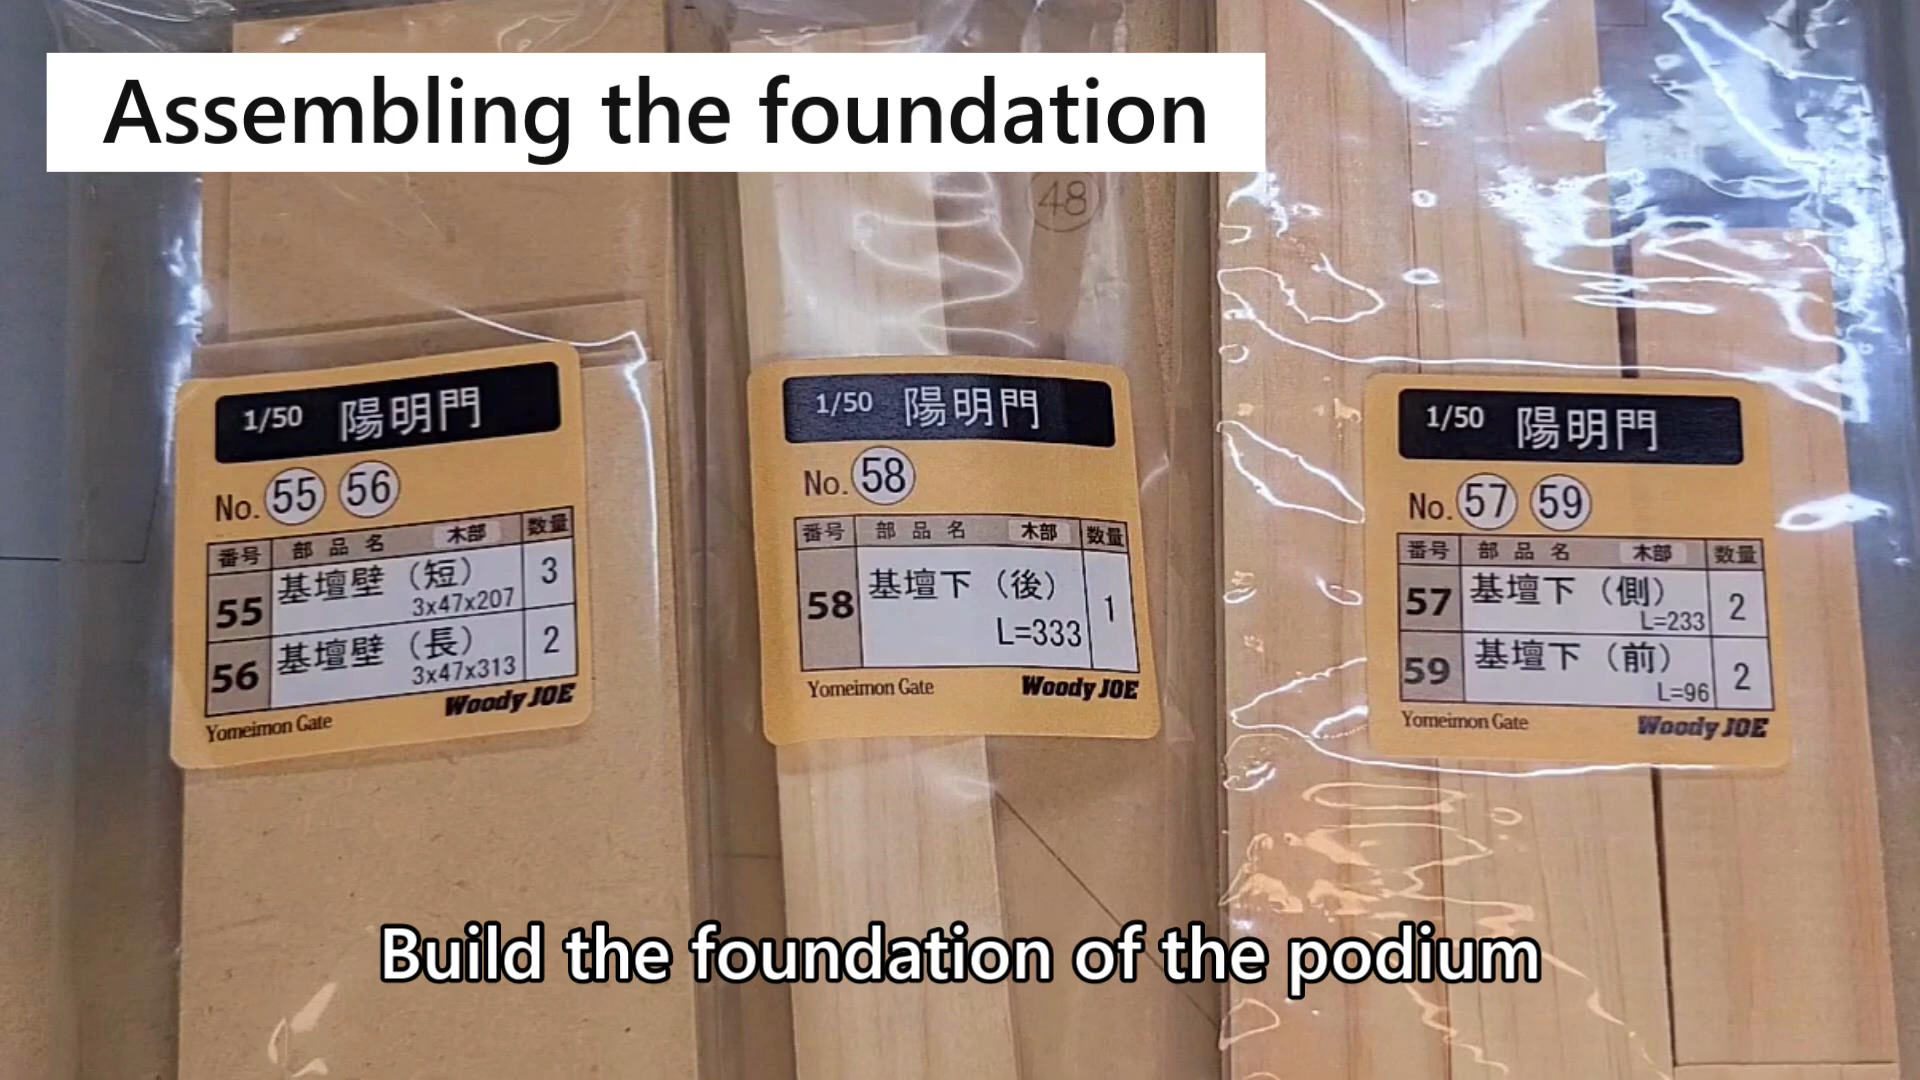 Assembling the foundation
48
1/50 陽明門
No. 55 56
番号 部品名 木部 数量
55 基壇壁（短） 3x47x207 3
56 基壇壁（長） 3x47x313 2
Yomeimon Gate Woody JOE
1/50 陽明門
No. 58
番号 部品名 木部 数量
58 基壇下（後） L=333 1
Yomeimon Gate Woody JOE
1/50 陽明門
No. 57 59
番号 部品名 木部 数量
57 基壇下（側） L=233 2
59 基壇下（前） L=96 2
Yomeimon Gate Woody JOE
Build the foundation of the podium